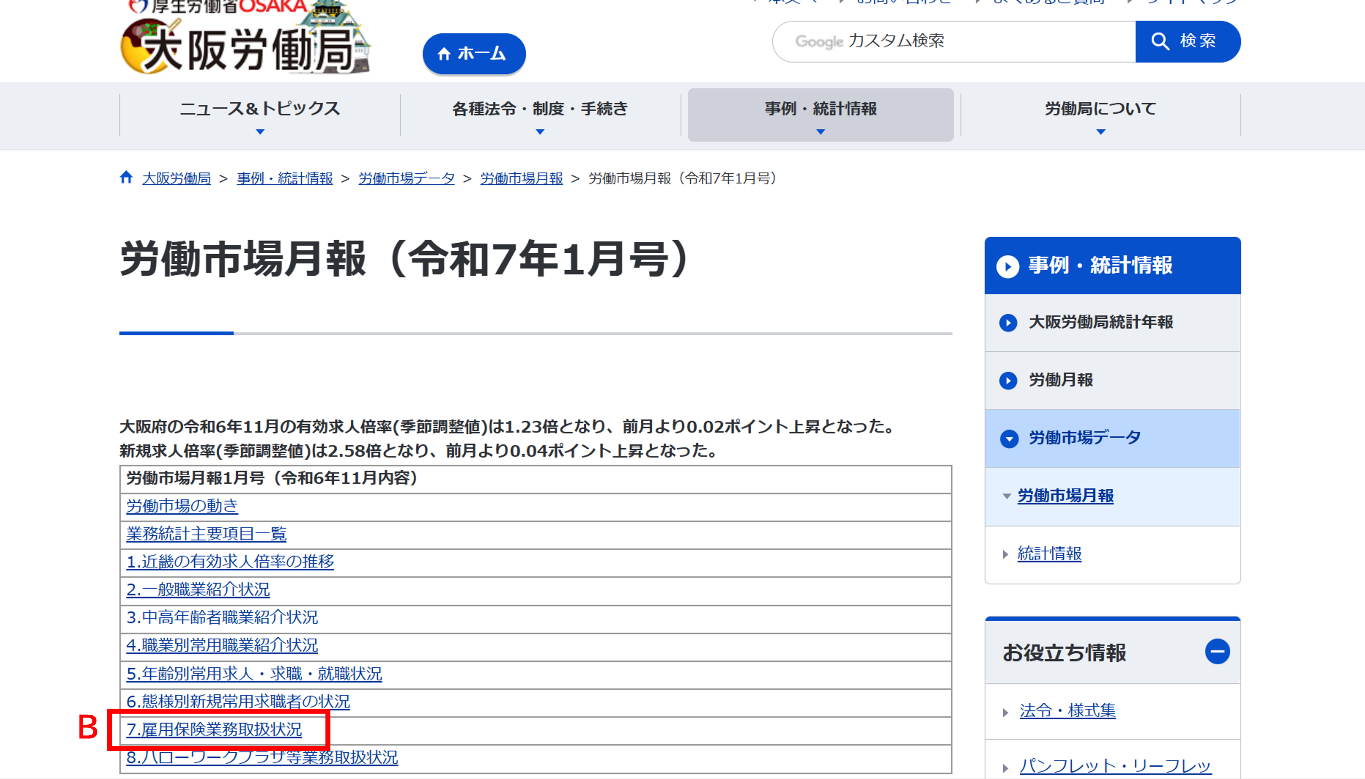 厚生労働省OSAKA
大阪労働局
ホーム
Google カスタム検索
検索
ニュース＆トピックス
各種法令・制度・手続き
事例・統計情報
労働局について
大阪労働局 > 事例・統計情報 > 労働市場データ > 労働市場月報 > 労働市場月報（令和7年1月号）
労働市場月報（令和7年1月号）
大阪府の令和6年11月の有効求人倍率(季節調整値)は1.23倍となり、前月より0.02ポイント上昇となった。
新規求人倍率(季節調整値)は2.58倍となり、前月より0.04ポイント上昇となった。
労働市場月報1月号（令和6年11月内容）
労働市場の動き
業務統計主要項目一覧
1.近畿の有効求人倍率の推移
2.一般職業紹介状況
3.中高年齢者職業紹介状況
4.職業別常用職業紹介状況
5.年齢別常用求人・求職・就職状況
6.態様別新規常用求職者の状況
B
7.雇用保険業務取扱状況
8.ハローワークプラザ等業務取扱状況
事例・統計情報
大阪労働局統計年報
労働月報
労働市場データ
労働市場月報
統計情報
お役立ち情報
法令・様式集
パンフレット・リーフレッ